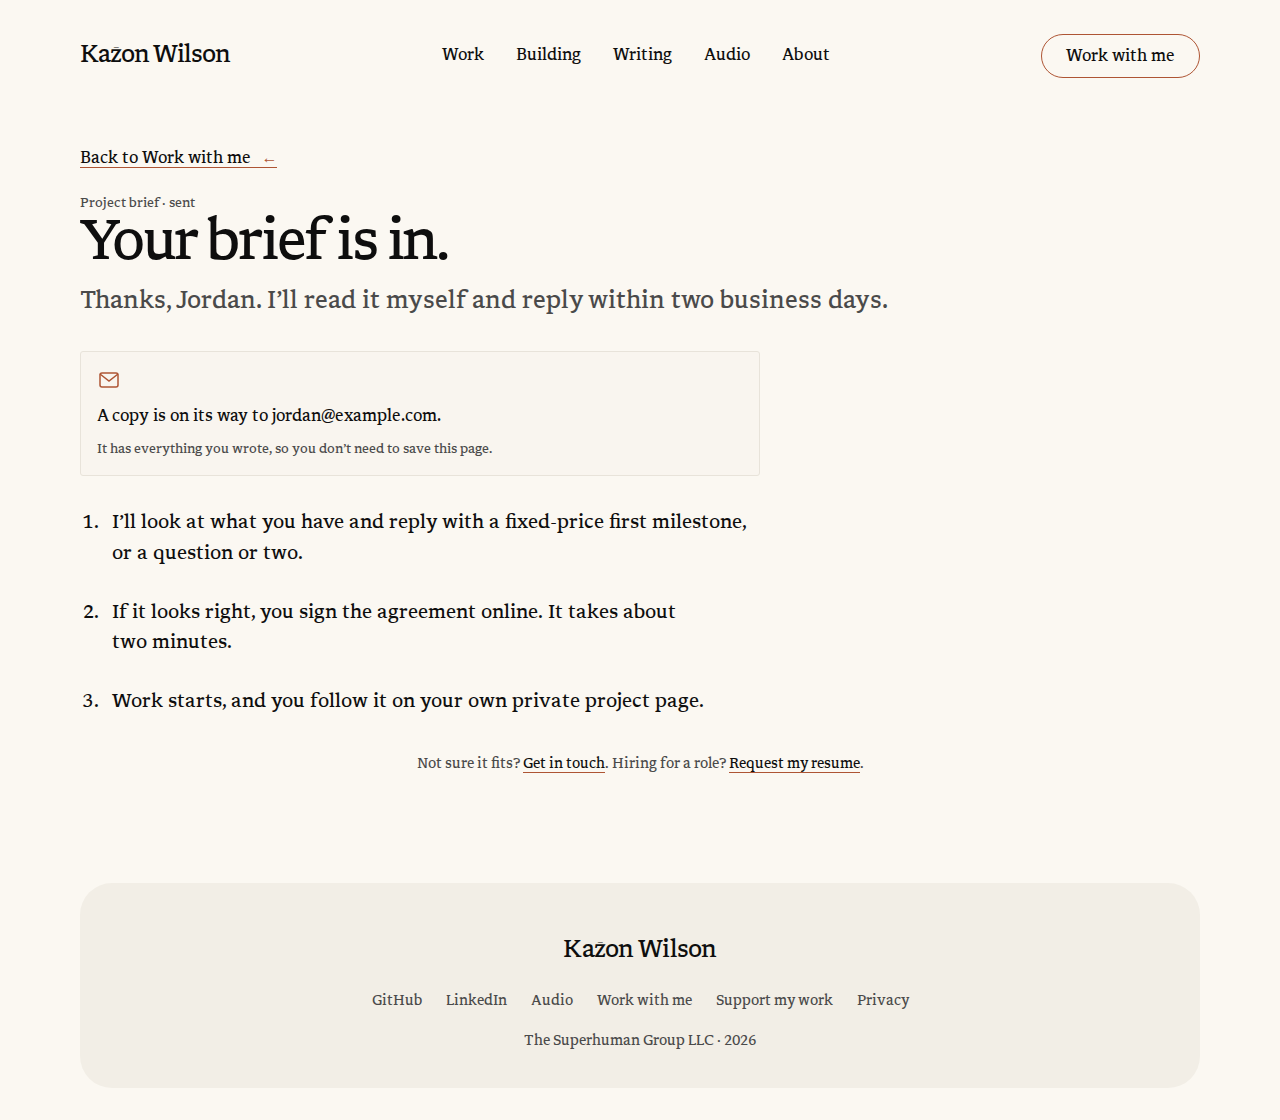 Każon Wilson
Work
Building
Writing
Audio
About
Work with me
Back to Work with me ←
Project brief · sent
Your brief is in.
Thanks, Jordan. I’ll read it myself and reply within two business days.
A copy is on its way to jordan@example.com.
It has everything you wrote, so you don’t need to save this page.
1. I’ll look at what you have and reply with a fixed-price first milestone,
or a question or two.
2. If it looks right, you sign the agreement online. It takes about
two minutes.
3. Work starts, and you follow it on your own private project page.
Not sure it fits? Get in touch. Hiring for a role? Request my resume.
Każon Wilson
GitHub
LinkedIn
Audio
Work with me
Support my work
Privacy
The Superhuman Group LLC · 2026